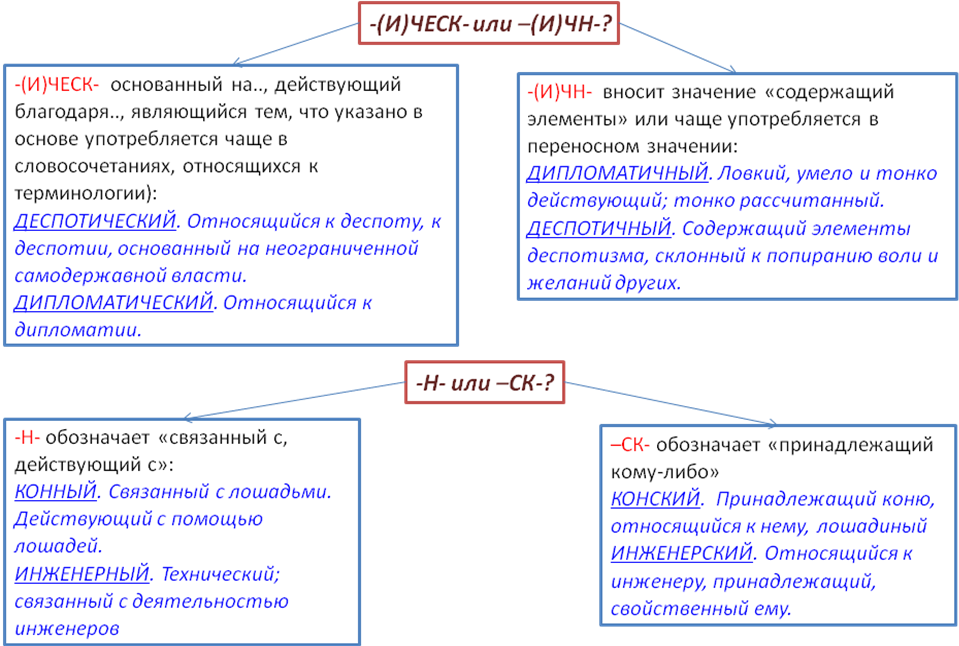 -(И)ЧЕСК- или –(И)ЧН-?
-(И)ЧЕСК- основанный на.., действующий
благодаря.., являющийся тем, что указано в
основе употребляется чаще в
словосочетаниях, относящихся к
терминологии):
ДЕСПОТИЧЕСКИЙ. Относящийся к деспоту, к
деспотии, основанный на неограниченной
самодержавной власти.
ДИПЛОМАТИЧЕСКИЙ. Относящийся к
дипломатии.
-(И)ЧН- вносит значение «содержащий
элементы» или чаще употребляется в
переносном значении:
ДИПЛОМАТИЧНЫЙ. Ловкий, умело и тонко
действующий; тонко рассчитанный.
ДЕСПОТИЧНЫЙ. Содержащий элементы
деспотизма, склонный к попиранию воли и
желаний других.
-Н- или –СК-?
-Н- обозначает «связанный с,
действующий с»:
КОННЫЙ. Связанный с лошадьми.
Действующий с помощью
лошадей.
ИНЖЕНЕРНЫЙ. Технический;
связанный с деятельностью
инженеров
–СК- обозначает «принадлежащий
кому-либо»
КОНСКИЙ. Принадлежащий коню,
относящийся к нему, лошадиный
ИНЖЕНЕРСКИЙ. Относящийся к
инженеру, принадлежащий,
свойственный ему.